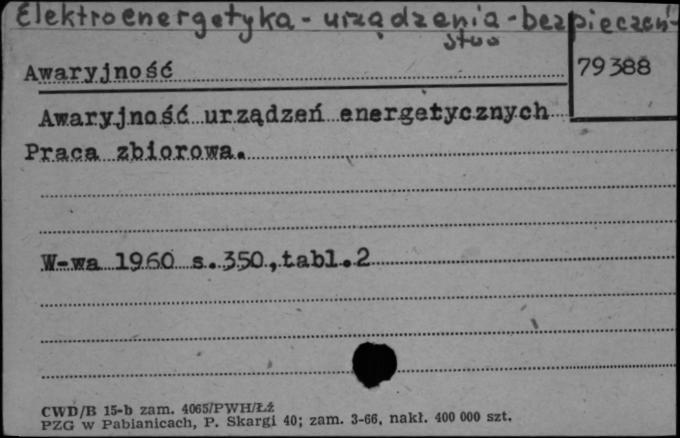 Elektroenergetyka - urządzenia - bezpieczeń-
stwo
Awaryjność
79388
Awaryjność urządzeń energetycznych
Praca zbiorowa.
W-wa 1960 s.350,tabl.2
CWD/B 15-b zam. 4065/PWH/Łź
PZG w Pabianicach, P. Skargi 40; zam. 3-66, nakł. 400 000 szt.